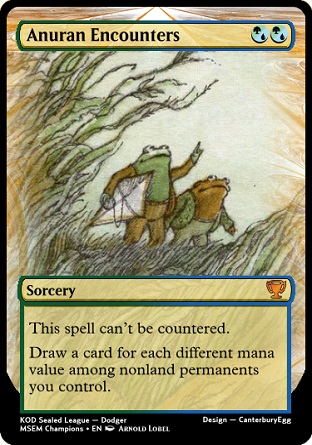 Anuran Encounters
Sorcery
This spell can't be countered.
Draw a card for each different mana
value among nonland permanents
you control.
KOD Sealed League — Dodger
Design — CanterburyEgg
MSEM Champions • EN Arnold Lobel